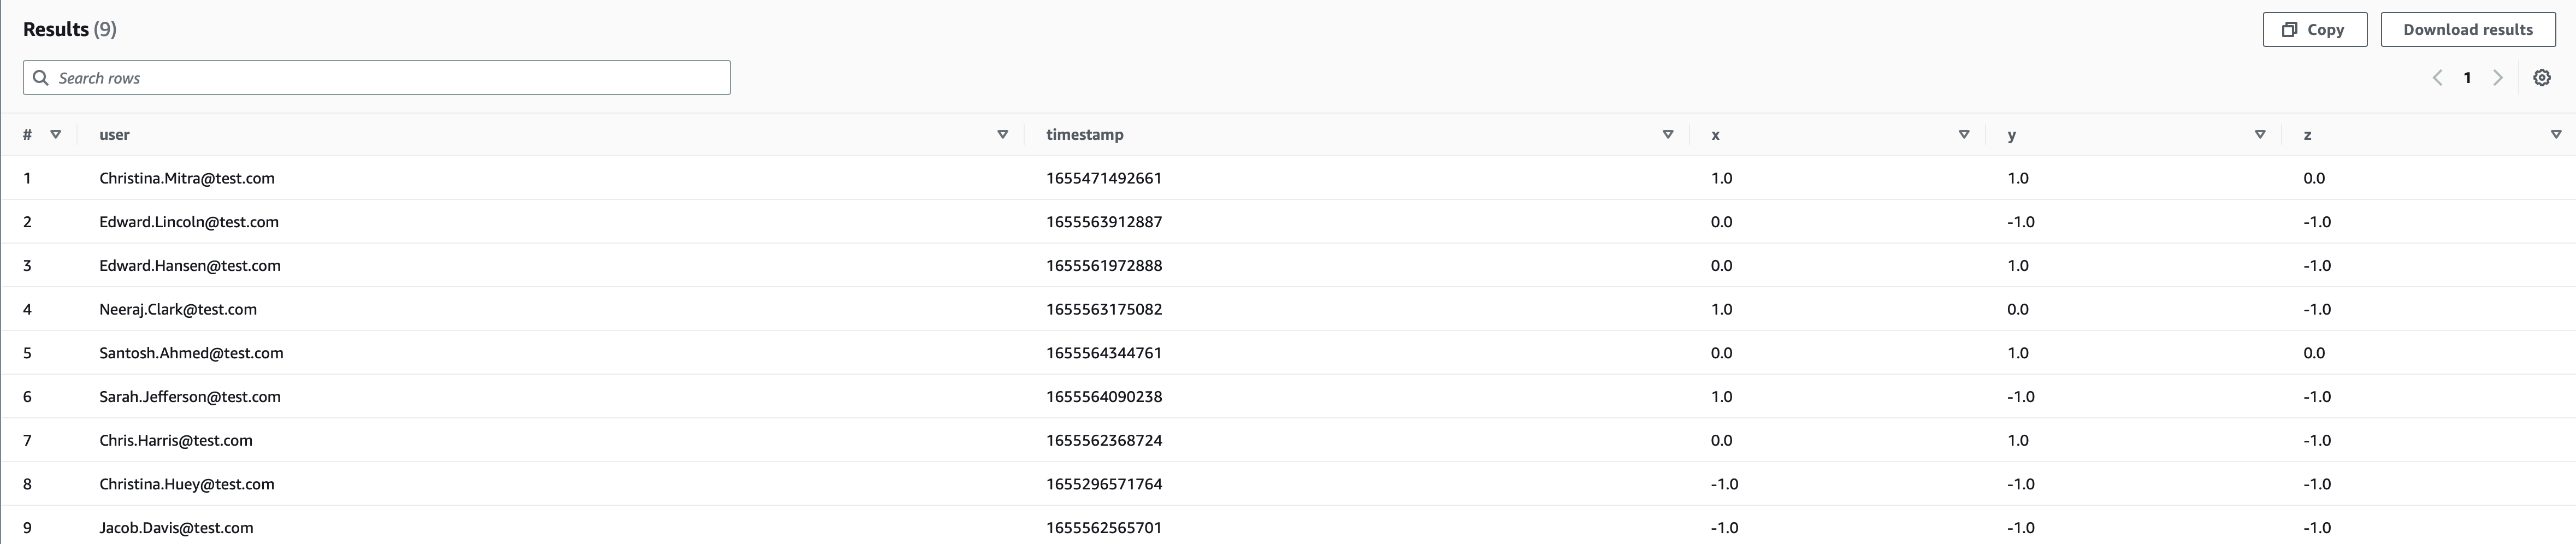 Results (9)
Copy
Download results
Search rows
1
# user timestamp x y z
1 Christina.Mitra@test.com 1655471492661 1.0 1.0 0.0
2 Edward.Lincoln@test.com 1655563912887 0.0 -1.0 -1.0
3 Edward.Hansen@test.com 1655561972888 0.0 1.0 -1.0
4 Neeraj.Clark@test.com 1655563175082 1.0 0.0 -1.0
5 Santosh.Ahmed@test.com 1655564344761 0.0 1.0 0.0
6 Sarah.Jefferson@test.com 1655564090238 1.0 -1.0 -1.0
7 Chris.Harris@test.com 1655562368724 0.0 1.0 -1.0
8 Christina.Huey@test.com 1655296571764 -1.0 -1.0 -1.0
9 Jacob.Davis@test.com 1655562565701 -1.0 -1.0 -1.0